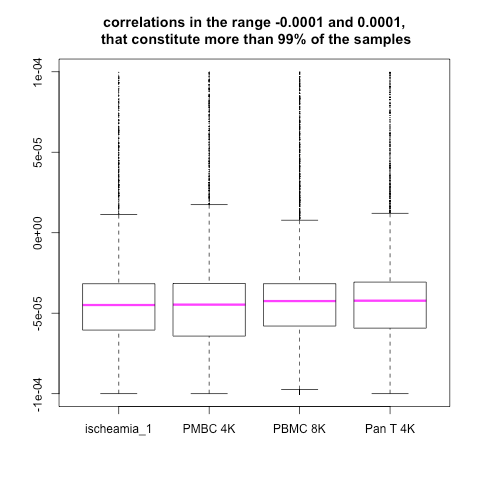 correlations in the range -0.0001 and 0.0001,
that constitute more than 99% of the samples
1e-04
5e-05
0e+00
-5e-05
-1e-04
ischeamia_1
PMBC 4K
PBMC 8K
Pan T 4K